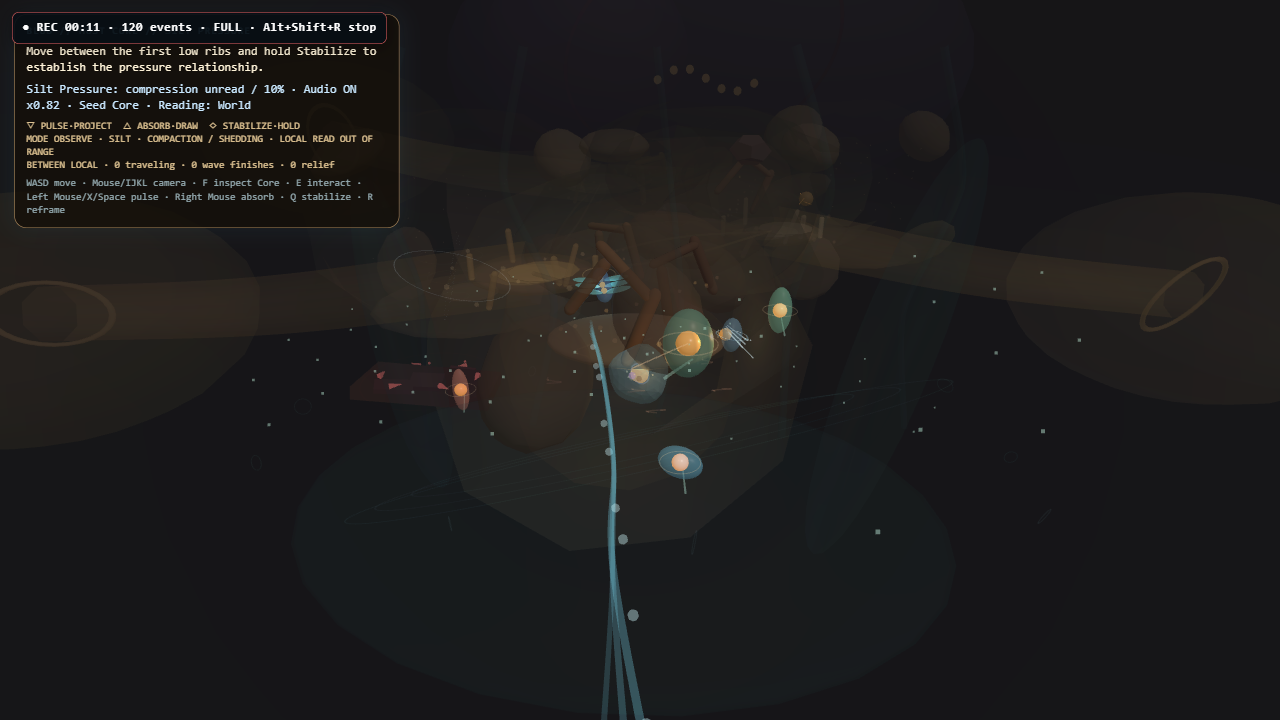 ● REC 00:11 · 120 events · FULL · Alt+Shift+R stop
Move between the first low ribs and hold Stabilize to
establish the pressure relationship.
Silt Pressure: compression unread / 10% · Audio ON
x0.82 · Seed Core · Reading: World
▽ PULSE·PROJECT △ ABSORB·DRAW ◇ STABILIZE·HOLD
MODE OBSERVE · SILT · COMPACTION / SHEDDING · LOCAL READ OUT OF
RANGE
BETWEEN LOCAL · 0 traveling · 0 wave finishes · 0 relief
WASD move · Mouse/IJKL camera · F inspect Core · E interact ·
Left Mouse/X/Space pulse · Right Mouse absorb · Q stabilize · R
reframe